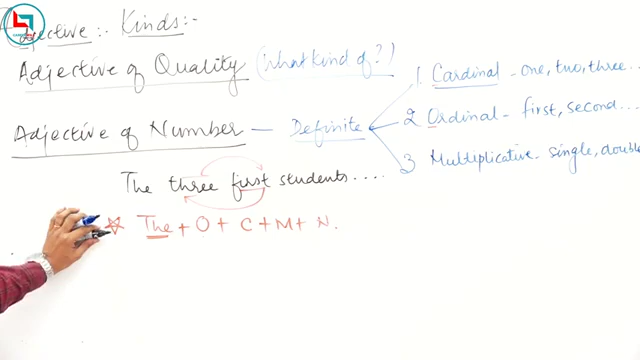 Adjective :- Kinds:-
Adjective of Quality (What kind of?)
Adjective of Number — Definite
1. Cardinal - one, two, three...
2 Ordinal - first, second....
3 Multiplicative - single, double
The three first students....
☆ The + O + C + M + N.